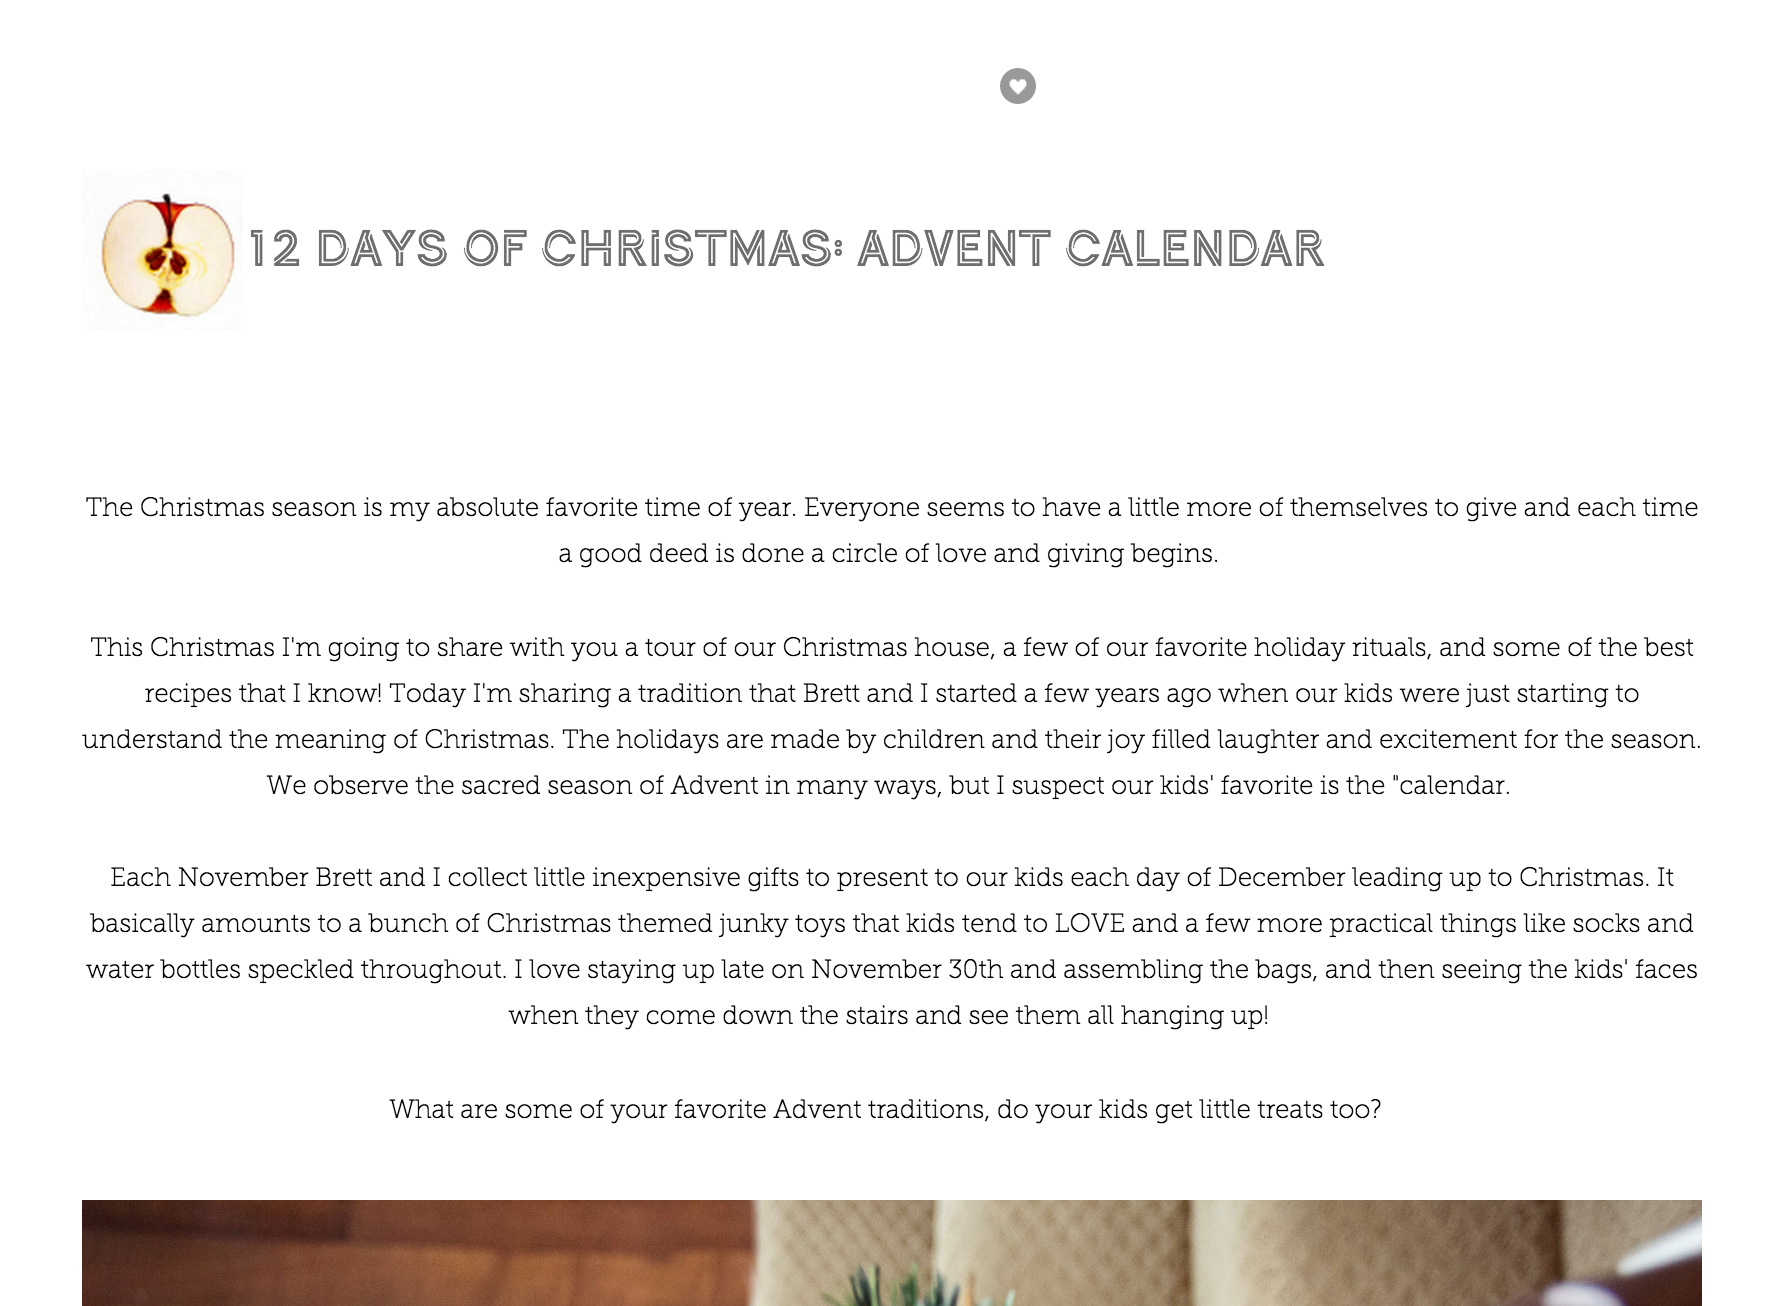 12 DAYS OF CHRISTMAS: ADVENT CALENDAR
The Christmas season is my absolute favorite time of year. Everyone seems to have a little more of themselves to give and each time
a good deed is done a circle of love and giving begins.
This Christmas I'm going to share with you a tour of our Christmas house, a few of our favorite holiday rituals, and some of the best
recipes that I know! Today I'm sharing a tradition that Brett and I started a few years ago when our kids were just starting to
understand the meaning of Christmas. The holidays are made by children and their joy filled laughter and excitement for the season.
We observe the sacred season of Advent in many ways, but I suspect our kids' favorite is the "calendar.
Each November Brett and I collect little inexpensive gifts to present to our kids each day of December leading up to Christmas. It
basically amounts to a bunch of Christmas themed junky toys that kids tend to LOVE and a few more practical things like socks and
water bottles speckled throughout. I love staying up late on November 30th and assembling the bags, and then seeing the kids' faces
when they come down the stairs and see them all hanging up!
What are some of your favorite Advent traditions, do your kids get little treats too?